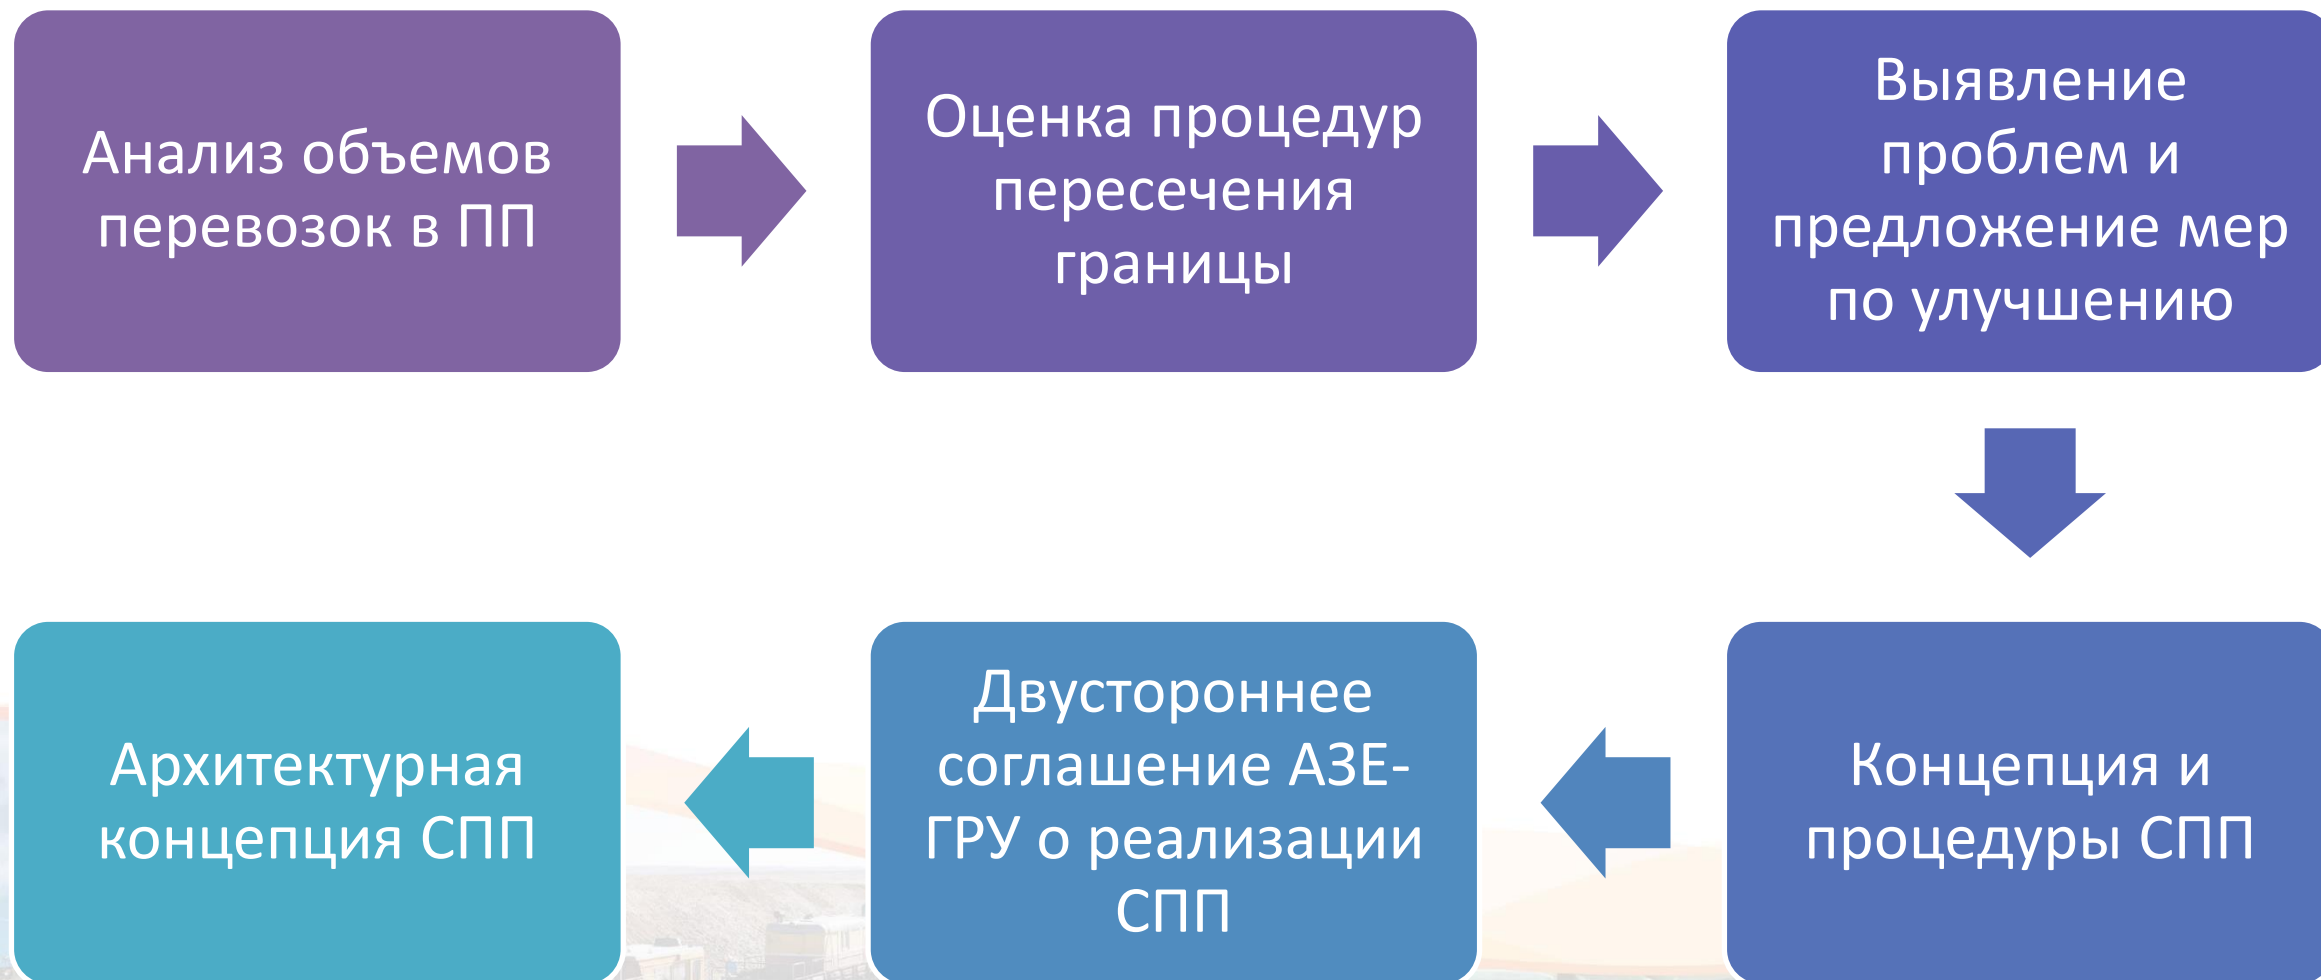 Анализ объемов
перевозок в ПП
Оценка процедур
пересечения
границы
Выявление
проблем и
предложение мер
по улучшению
Концепция и
процедуры СПП
Двустороннее
соглашение АЗЕ-
ГРУ о реализации
СПП
Архитектурная
концепция СПП